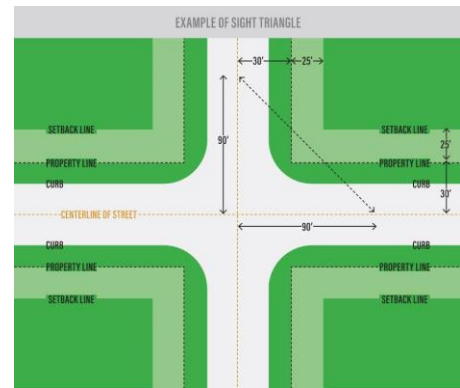 EXAMPLE OF SIGHT TRIANGLE
30' 25'
90'
SETBACK LINE
SETBACK LINE
25'
PROPERTY LINE
PROPERTY LINE
CURB
CURB
30'
CENTERLINE OF STREET
90'
CURB
CURB
PROPERTY LINE
PROPERTY LINE
SETBACK LINE
SETBACK LINE